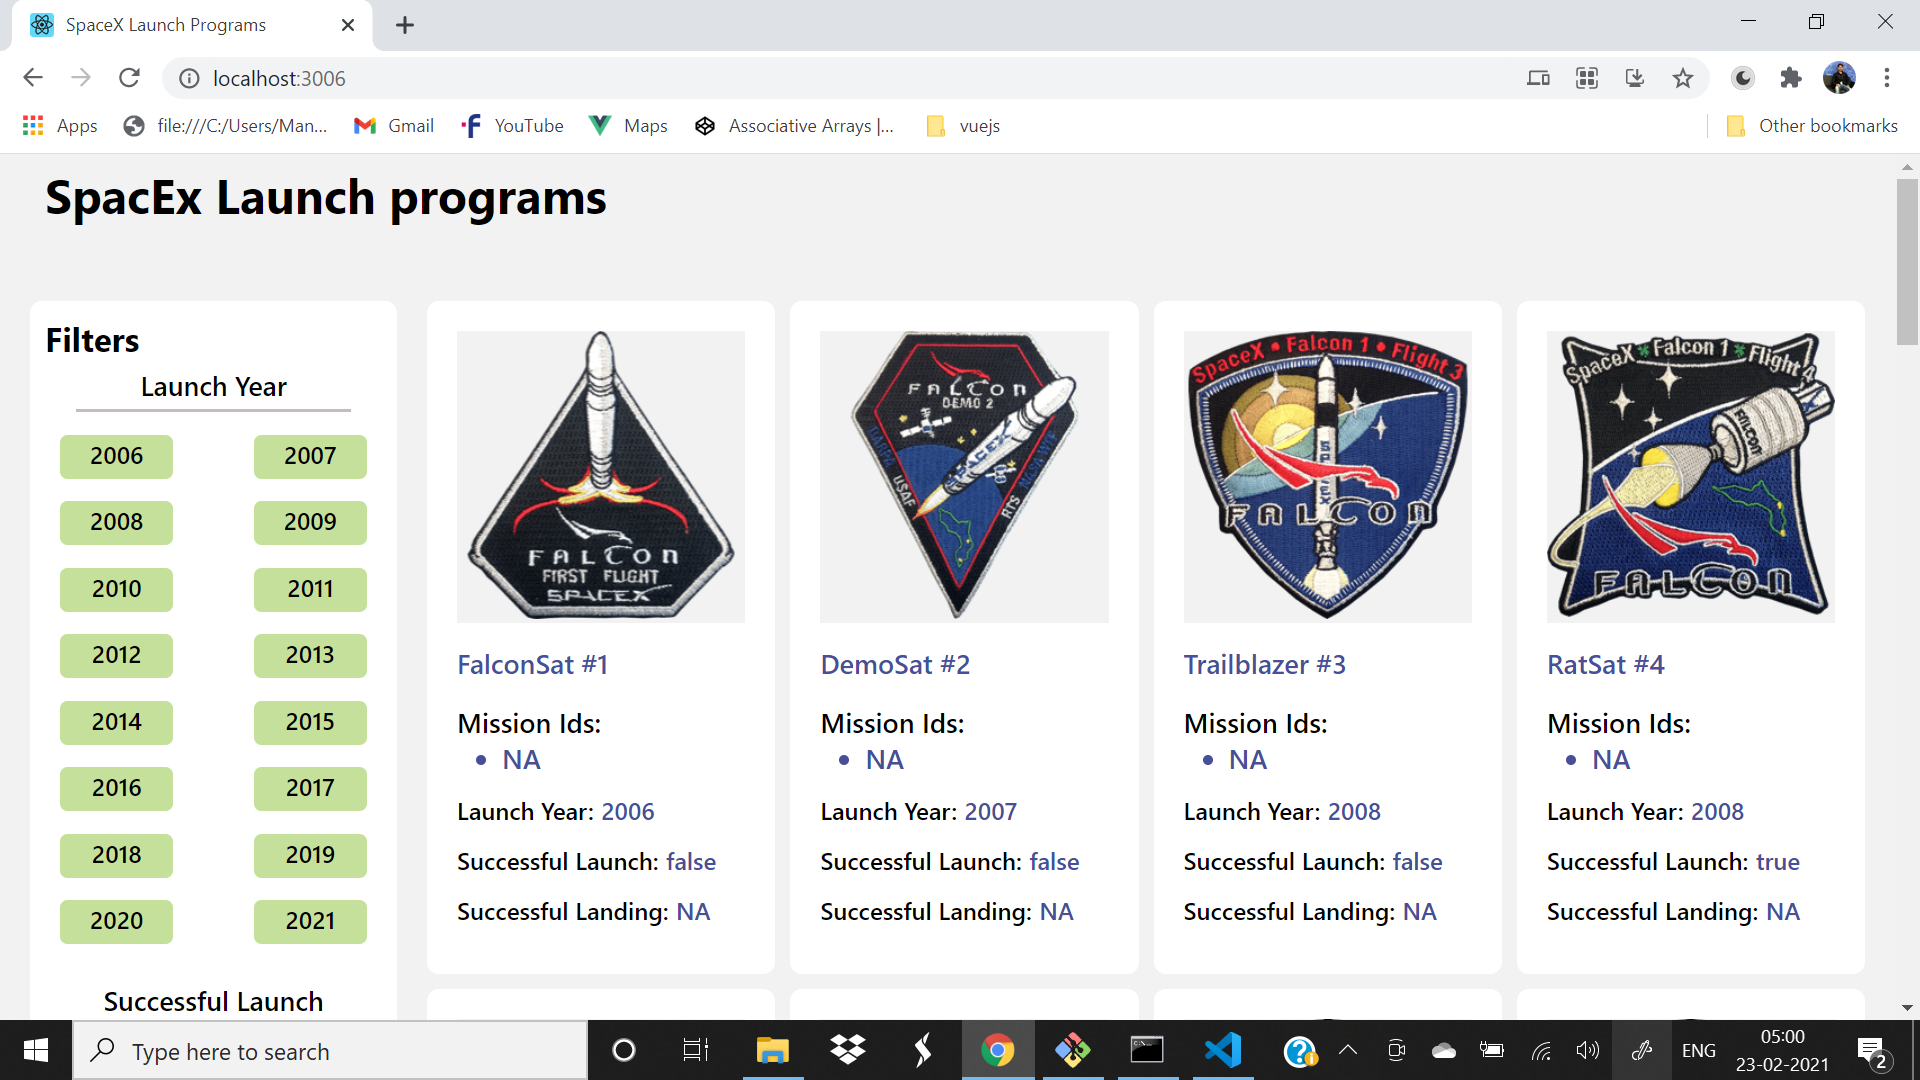 SpaceX Launch Programs
localhost:3006
Apps
file:///C:/Users/Man...
Gmail
YouTube
Maps
Associative Arrays |...
vuejs
Other bookmarks
SpacEx Launch programs
Filters
Launch Year
2006 2007
2008 2009
2010 2011
2012 2013
2014 2015
2016 2017
2018 2019
2020 2021
Successful Launch
FALCON
FIRST FLIGHT
SPACEX
FalconSat #1
Mission Ids:
• NA
Launch Year: 2006
Successful Launch: false
Successful Landing: NA
FALCON
DEMO 2
SPACEX
DARPA
USAF
RTS
DemoSat #2
Mission Ids:
• NA
Launch Year: 2007
Successful Launch: false
Successful Landing: NA
SpaceX • Falcon 1 • Flight 3
FALCON
Trailblazer #3
Mission Ids:
• NA
Launch Year: 2008
Successful Launch: false
Successful Landing: NA
SpaceX Falcon 1 Flight 4
FALCON
FALCON
RatSat #4
Mission Ids:
• NA
Launch Year: 2008
Successful Launch: true
Successful Landing: NA
Type here to search
ENG
05:00
23-02-2021
2